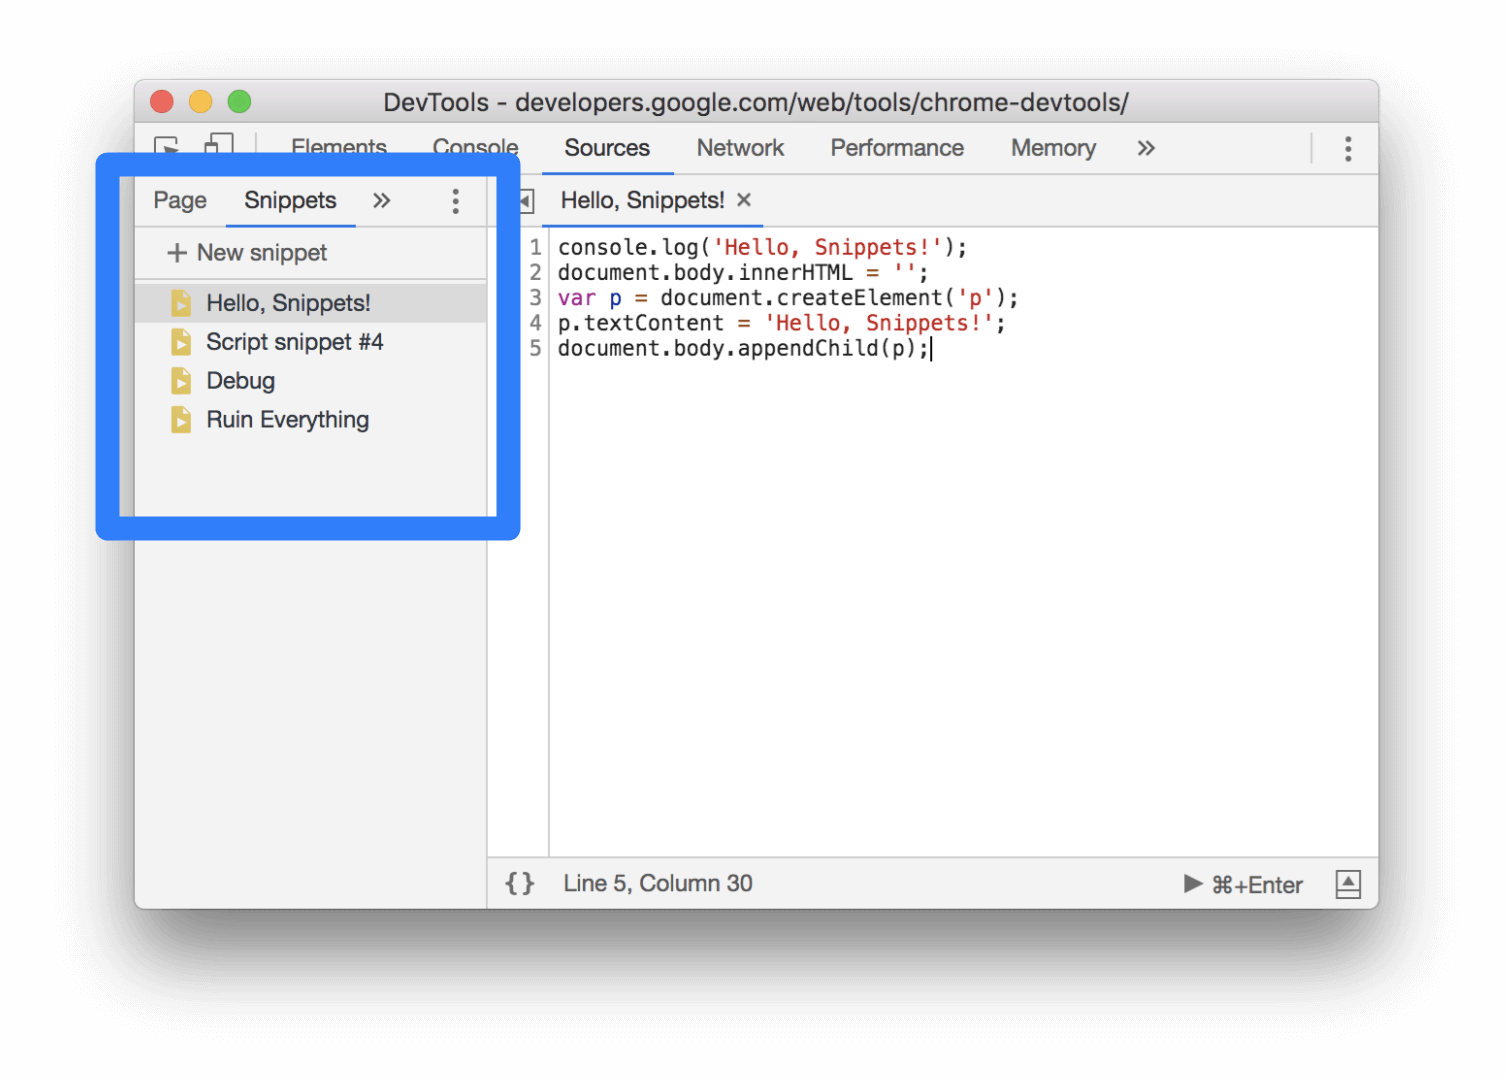 DevTools - developers.google.com/web/tools/chrome-devtools/
Elements Console Sources Network Performance Memory »
Page Snippets »
+ New snippet
Hello, Snippets!
Script snippet #4
Debug
Ruin Everything
Hello, Snippets! ×
1 console.log('Hello, Snippets!');
2 document.body.innerHTML = '';
3 var p = document.createElement('p');
4 p.textContent = 'Hello, Snippets!';
5 document.body.appendChild(p);
{} Line 5, Column 30 ⌘+Enter